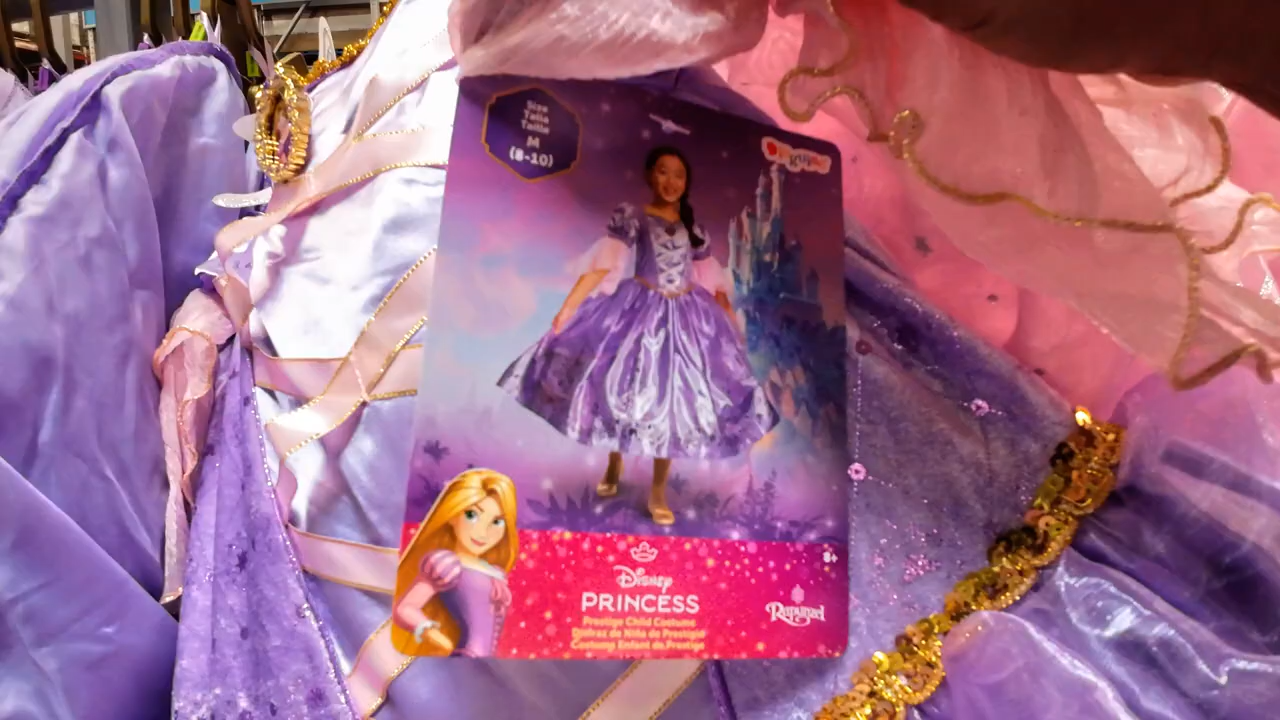 Size
Talla
Taille
M
(8-10)
Disguise
8+
Disney
PRINCESS
Rapunzel
Prestige Child Costume
Disfraz de Niña de Prestigio
Costume Enfant de Prestige